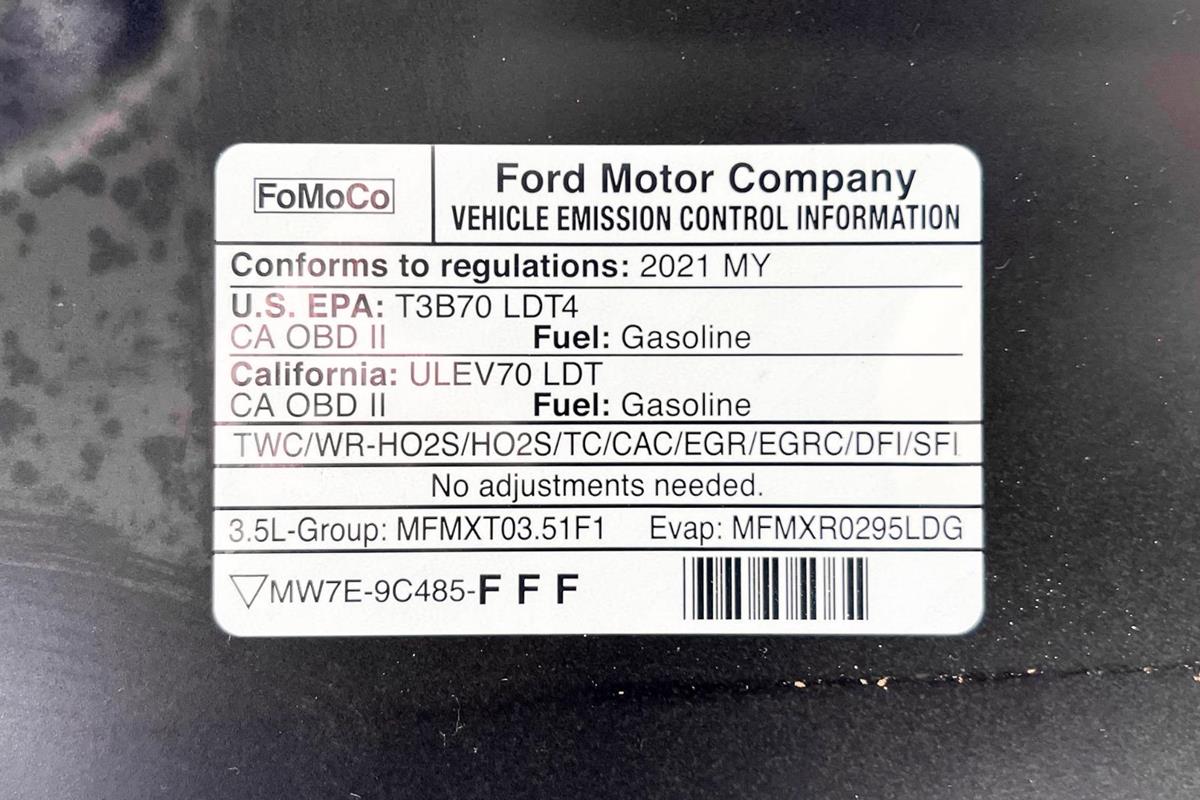 FoMoCo
Ford Motor Company
VEHICLE EMISSION CONTROL INFORMATION
Conforms to regulations: 2021 MY
U.S. EPA: T3B70 LDT4
CA OBD II Fuel: Gasoline
California: ULEV70 LDT
CA OBD II Fuel: Gasoline
TWC/WR-HO2S/HO2S/TC/CAC/EGR/EGRC/DFI/SFI
No adjustments needed.
3.5L-Group: MFMXT03.51F1 Evap: MFMXR0295LDG
MW7E-9C485-F F F